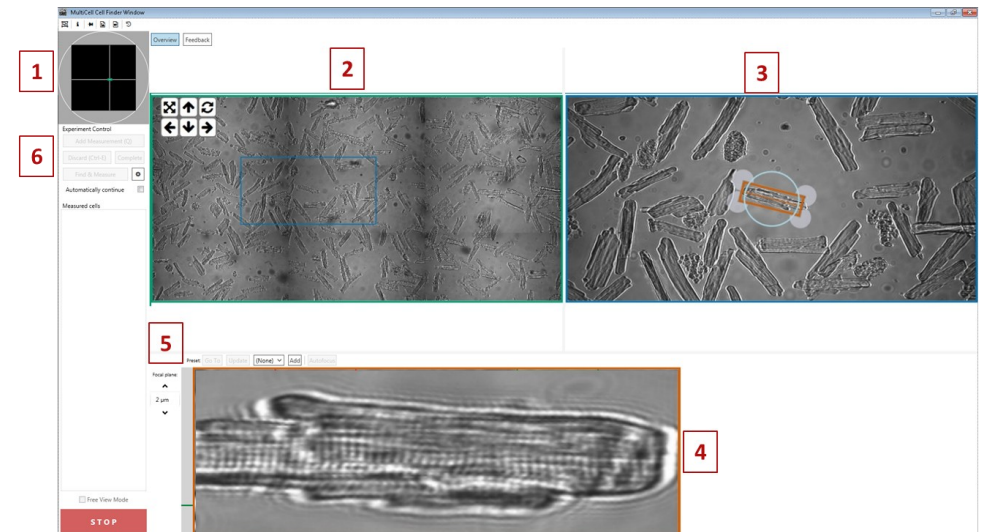 MultiCell Cell Finder Window
Overview
Feedback
1
2
3
Experiment Control
6
Add Measurement (Q)
Discard (Ctrl-E)
Complete
Find & Measure
Automatically continue
Measured cells
5
Preset:
Go To
Update
(None)
Add
Autofocus
Focal plane:
2 μm
4
Free View Mode
STOP